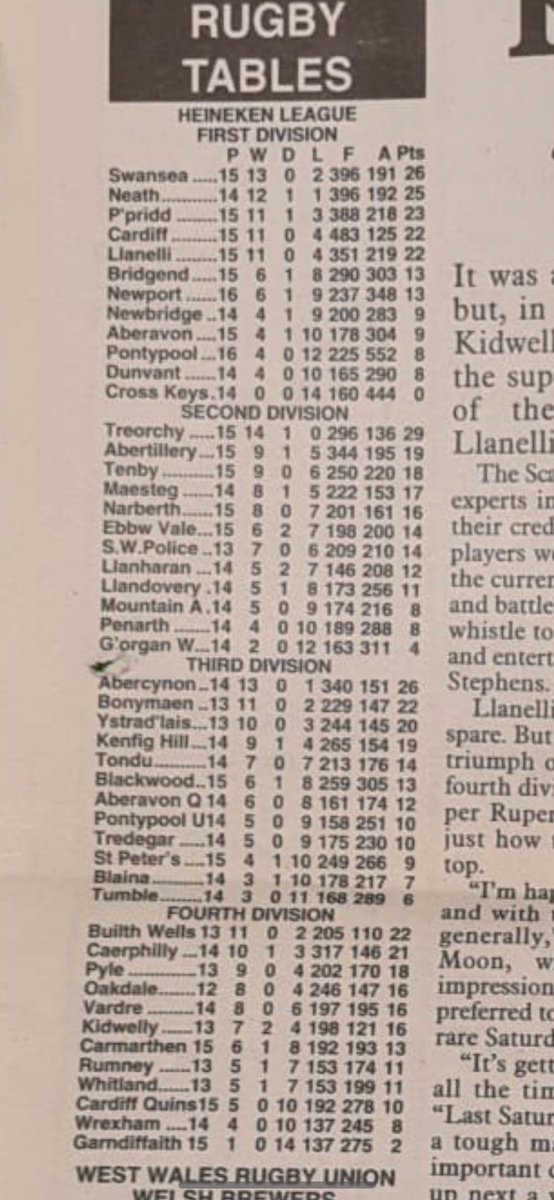 RUGBY
TABLES
HEINEKEN LEAGUE
FIRST DIVISION
P W D L F A Pts
Swansea .....15 13 0 2 396 191 26
Neath...........14 12 1 1 396 192 25
P'pridd ........15 11 1 3 388 218 23
Cardiff..........15 11 0 4 483 125 22
Llanelli .........15 11 0 4 351 219 22
Bridgend .....15 6 1 8 290 303 13
Newport ......16 6 1 9 237 348 13
Newbridge ..14 4 1 9 200 283 9
Aberavon ....15 4 1 10 178 304 9
Pontypool ...16 4 0 12 225 552 8
Dunvant ......14 4 0 10 165 290 8
Cross Keys.14 0 0 14 160 444 0
SECOND DIVISION
Treorchy .....15 14 1 0 296 136 29
Abertillery ....15 9 1 5 344 195 19
Tenby..........15 9 0 6 250 220 18
Maesteg ......14 8 1 5 222 153 17
Narberth......15 8 0 7 201 161 16
Ebbw Vale...15 6 2 7 198 200 14
S.W.Police ..13 7 0 6 209 210 14
Llanharan ....14 5 2 7 146 208 12
Llandovery .14 5 1 8 173 256 11
Mountain A.14 5 0 9 174 216 8
Penarth .......14 4 0 10 189 288 8
G'organ W...14 2 0 12 163 311 4
THIRD DIVISION
Abercynon..14 13 0 1 340 151 26
Bonymaen ..13 11 0 2 229 147 22
Ystrad'lais...13 10 0 3 244 145 20
Kenfig Hill....14 9 1 4 265 154 19
Tondu..........14 7 0 7 213 176 14
Blackwood..15 6 1 8 259 305 13
Aberavon Q 14 6 0 8 161 174 12
Pontypool U14 5 0 9 158 251 10
Tredegar .....14 5 0 9 175 230 10
St Peter's ....15 4 1 10 249 266 9
Blaina...........14 3 1 10 178 217 7
Tumble.........14 3 0 11 168 289 6
FOURTH DIVISION
Builth Wells 13 11 0 2 205 110 22
Caerphilly ...14 10 1 3 317 146 21
Pyle .............13 9 0 4 202 170 18
Oakdale.......12 8 0 4 246 147 16
Vardre .........14 8 0 6 197 195 16
Kidwelly .......13 7 2 4 198 121 16
Carmarthen 15 6 1 8 192 193 13
Rumney ......13 5 1 7 153 174 11
Whitland......13 5 1 7 153 199 11
Cardiff Quins15 5 0 10 192 278 10
Wrexham ....14 4 0 10 137 245 8
Garndiffaith 15 1 0 14 137 275 2
WEST WALES RUGBY UNION
WELSH BREWERS
It was
but, in
Kidwell
the sup
of the
Llanelli
The Sca
experts in
their cred
players we
the curren
and battle
whistle to
and entert
Stephens.
Llanelli
spare. But
triumph o
fourth divi
per Ruper
just how
top.
"I'm hap
and with
generally,"
Moon, w
impression
preferred to
rare Saturd
"It's gett
all the tim
"Last Satur
a tough ma
important
up next a